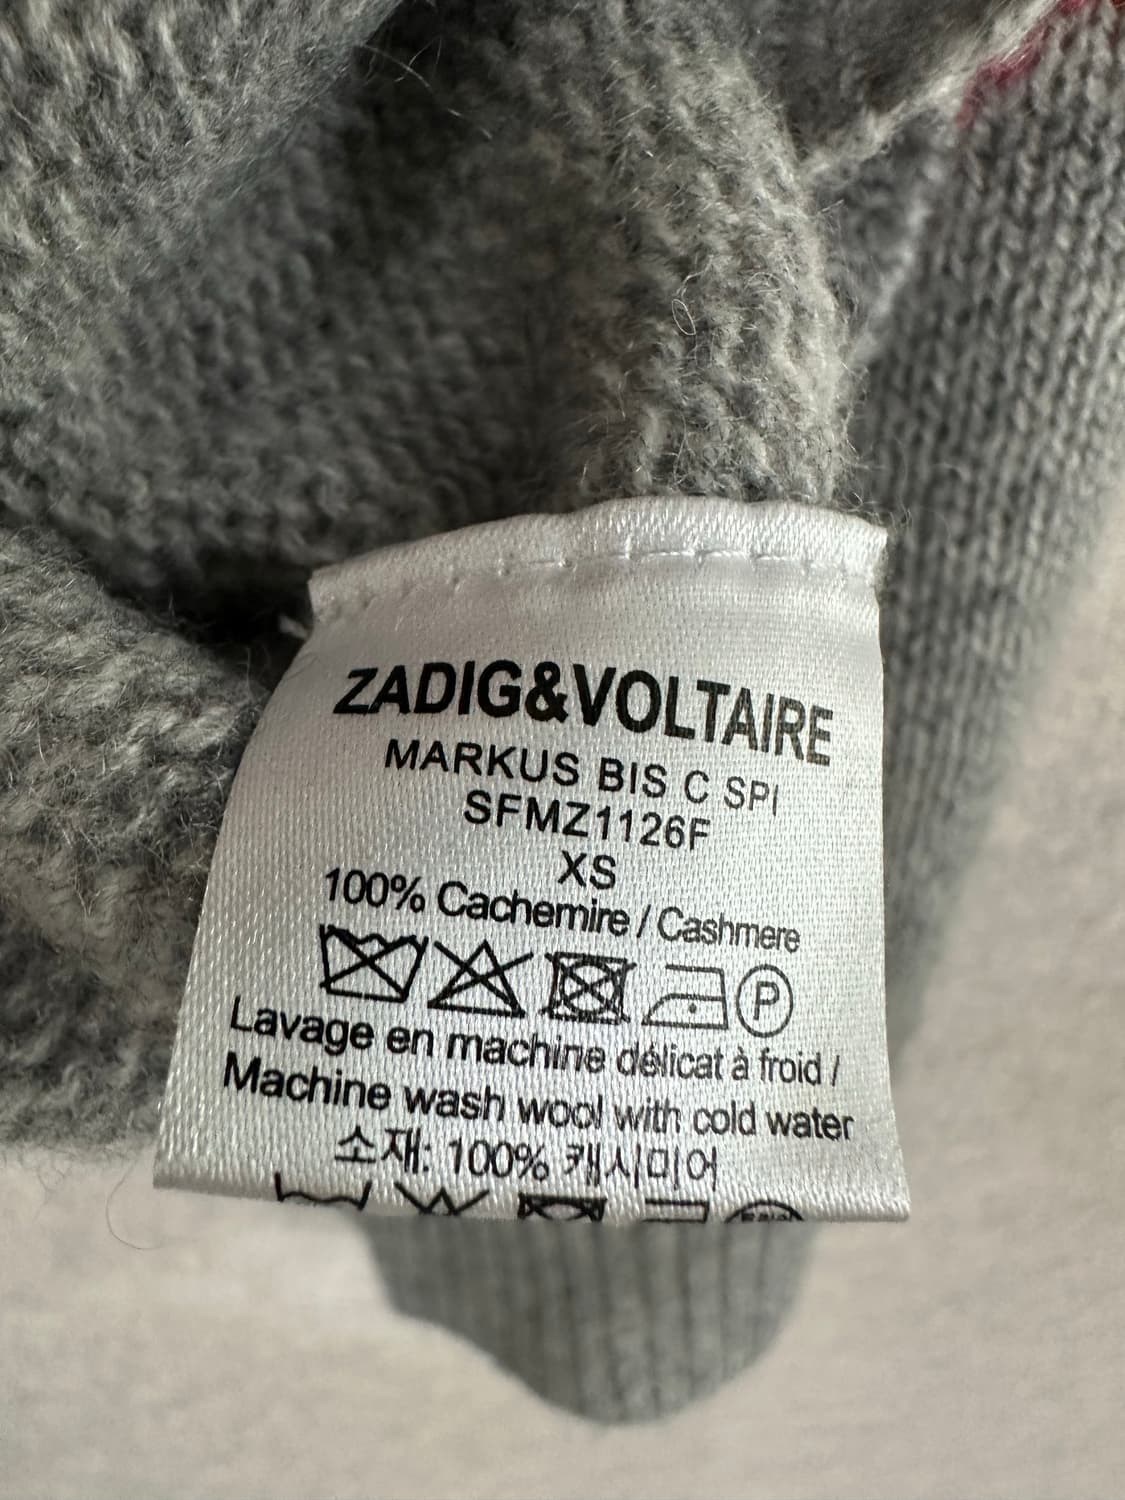 ZADIG&VOLTAIRE
MARKUS BIS C SPI
SFMZ1126F
XS
100% Cachemire / Cashmere
P
Lavage en machine délicat à froid /
Machine wash wool with cold water
소재: 100% 캐시미어